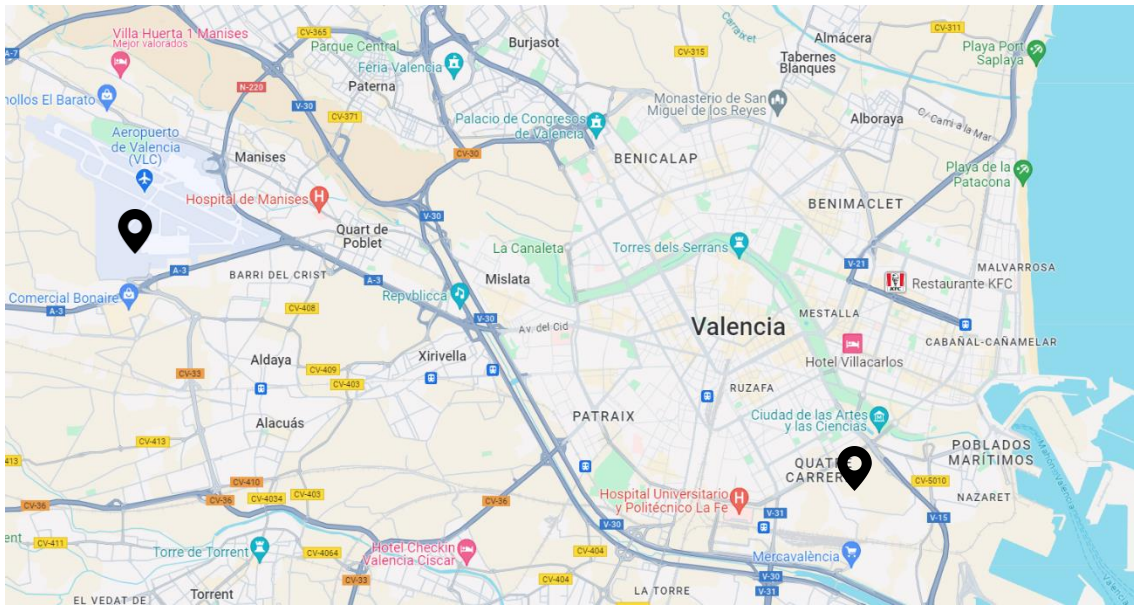 Villa Huerta 1 Manises
Mejor valorados
A-7
N-220
CV-365
Parque Central
Feria Valencia
Paterna
Burjasot
CV-315
Almácera
Tabernes
Blanques
CV-311
Playa Port
Saplaya
Carraixet
nollos El Barato
V-30
CV-371
Aeropuerto
de Valencia
(VLC)
Manises
Palacio de Congresos
de Valencia
Monasterio de San
Miguel de los Reyes
Alboraya
C/ Camí a la Mar
CV-30
BENICALAP
Playa de la
Patacona
Hospital de Manises
H
V-30
BENIMACLET
Quart de
Poblet
La Canaleta
Torres dels Serrans
V-21
MALVARROSA
A-3
BARRI DEL CRIST
A-3
Mislata
KFC
Restaurante KFC
Comercial Bonaire
A-3
CV-408
Repvblicca
V-30
Av. del Cid
Valencia
MESTALLA
CABAÑAL-CAÑAMELAR
Aldaya
Xirivella
Hotel Villacarlos
CV-33
CV-409
CV-403
RUZAFA
Alacuás
PATRAIX
Ciudad de las Artes
y las Ciencias
CV-413
413
POBLADOS
MARÍTIMOS
QUATRE
CARRER
CV-410
CV-36
CV-4034
CV-403
CV-36
CV-36
Hospital Universitario
y Politécnico La Fe
H
CV-5010
NAZARET
V-31
V-15
V-30
ent
CV-411
Torre de Torrent
CV-4064
Hotel Checkin
Valencia Ciscar
CV-404
Mercavalència
CV-33
CV-404
V-30
V-31
LA TORRE
Torrent
EL VEDAT DE